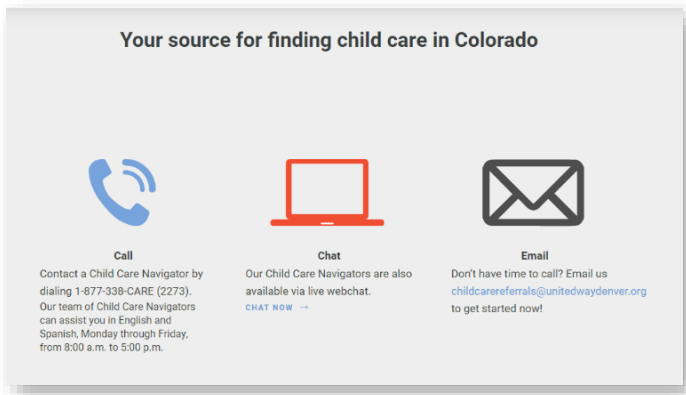 Your source for finding child care in Colorado
Call
Contact a Child Care Navigator by
dialing 1-877-338-CARE (2273).
Our team of Child Care Navigators
can assist you in English and
Spanish, Monday through Friday,
from 8:00 a.m. to 5:00 p.m.
Chat
Our Child Care Navigators are also
available via live webchat.
CHAT NOW →
Email
Don't have time to call? Email us
childcarereferrals@unitedwaydenver.org
to get started now!